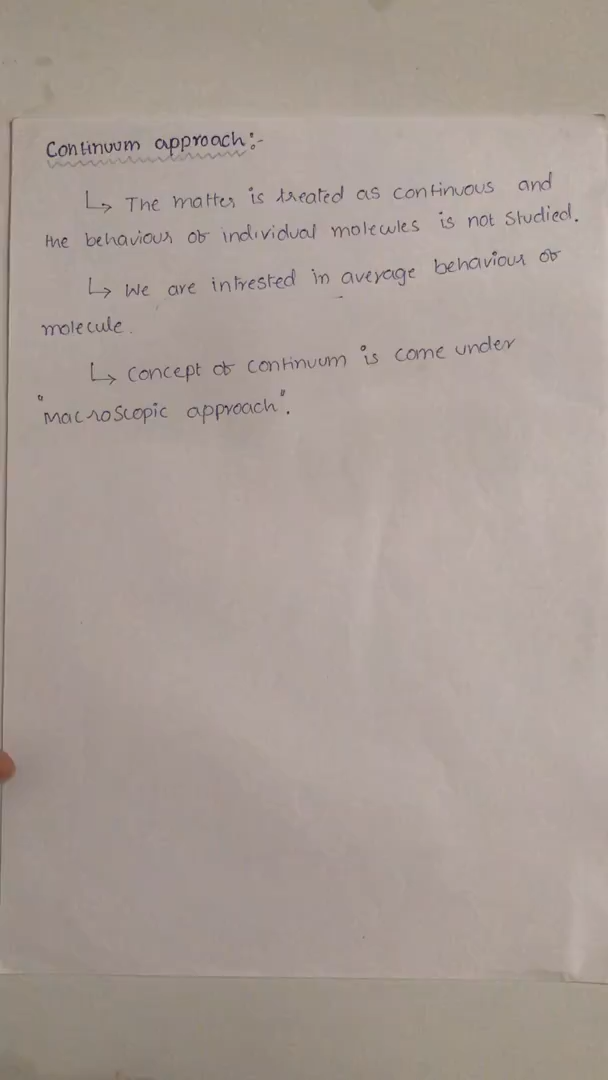 Continuum approach:-
↳ The matter is treated as continuous and
the behaviour of individual molecules is not studied.
↳ We are intrested in average behaviour of
molecule.
↳ Concept of continuum is come under
"macroscopic approach".